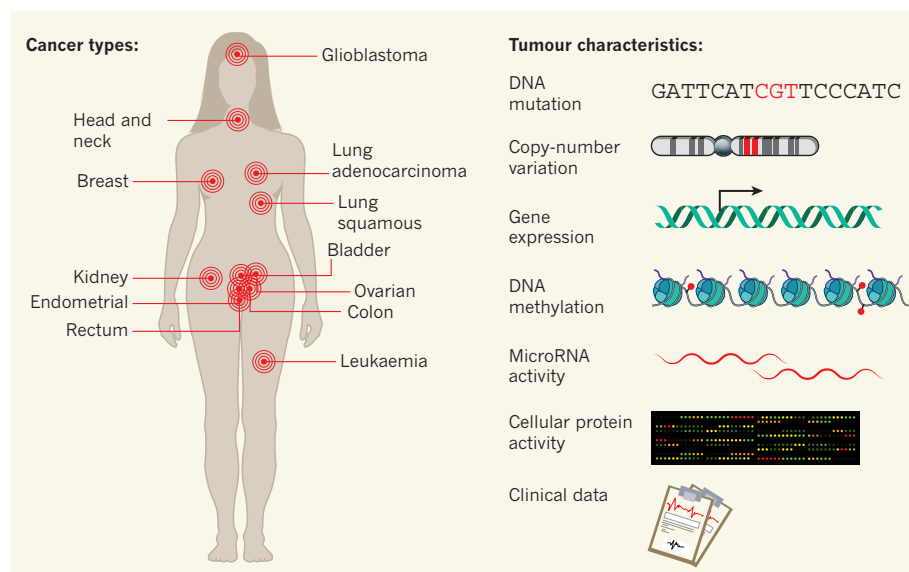 Cancer types:
Glioblastoma
Head and
neck
Lung
adenocarcinoma
Breast
Lung
squamous
Bladder
Kidney
Ovarian
Endometrial
Colon
Rectum
Leukaemia
Tumour characteristics:
DNA
mutation
GATTCATCGTTCCCATC
Copy-number
variation
Gene
expression
DNA
methylation
MicroRNA
activity
Cellular protein
activity
Clinical data